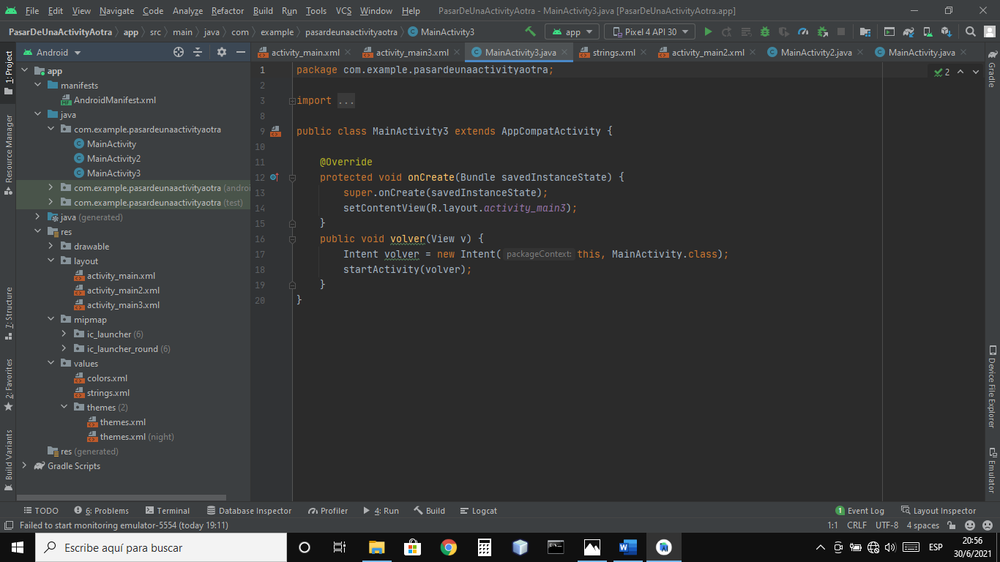 File Edit View Navigate Code Analyze Refactor Build Run Tools VCS Window Help PasarDeUnaActivityAotra - MainActivity3.java [PasarDeUnaActivityAotra.app]
PasarDeUnaActivityAotra app src main java com example pasardeunaactivityaotra MainActivity3 app Pixel 4 API 30
Android activity_main.xml activity_main3.xml MainActivity3.java strings.xml activity_main2.xml MainActivity2.java MainActivity.java
1: Project
Resource Manager
7: Structure
2: Favorites
Build Variants
app
manifests
AndroidManifest.xml
java
com.example.pasardeunaactivityaotra
MainActivity
MainActivity2
MainActivity3
com.example.pasardeunaactivityaotra (andro
com.example.pasardeunaactivityaotra (test)
java (generated)
res
drawable
layout
activity_main.xml
activity_main2.xml
activity_main3.xml
mipmap
ic_launcher (6)
ic_launcher_round (6)
values
colors.xml
strings.xml
themes (2)
themes.xml
themes.xml (night)
res (generated)
Gradle Scripts
1 package com.example.pasardeunaactivityaotra;
2
3 import ...
8
9 public class MainActivity3 extends AppCompatActivity {
10
11 @Override
12 protected void onCreate(Bundle savedInstanceState) {
13 super.onCreate(savedInstanceState);
14 setContentView(R.layout.activity_main3);
15 }
16 public void volver(View v) {
17 Intent volver = new Intent( packageContext: this, MainActivity.class);
18 startActivity(volver);
19 }
20 }
2
Gradle
Device File Explorer
Emulator
TODO 6: Problems Terminal Database Inspector Profiler 4: Run Build Logcat 1 Event Log Layout Inspector
Failed to start monitoring emulator-5554 (today 19:11) 1:1 CRLF UTF-8 4 spaces
Escribe aquí para buscar ESP 20:56
30/6/2021